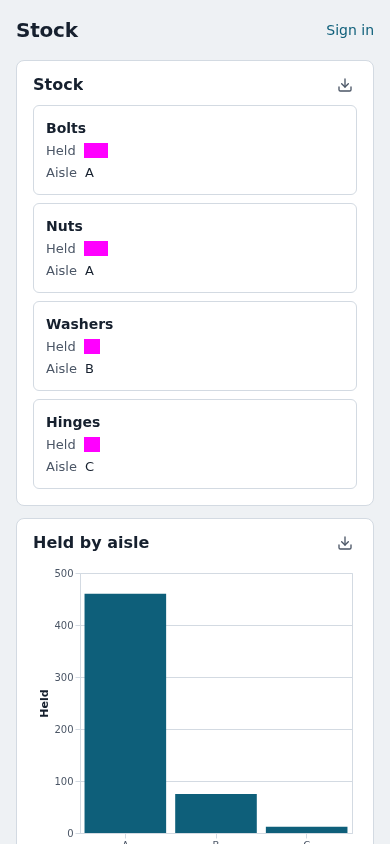 Stock
Sign in
Stock
Bolts
Held
Aisle A
Nuts
Held
Aisle A
Washers
Held
Aisle B
Hinges
Held
Aisle C
Held by aisle
500
400
300
200
100
0
Held